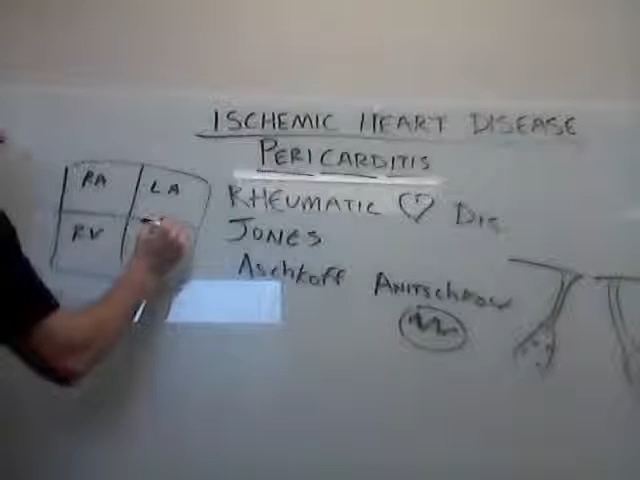 ISCHEMIC HEART DISEASE
PERICARDITIS
RA LA
RHEUMATIC ♡ DIS
RV
JONES
ASCHKOFF ANITSCHKOW